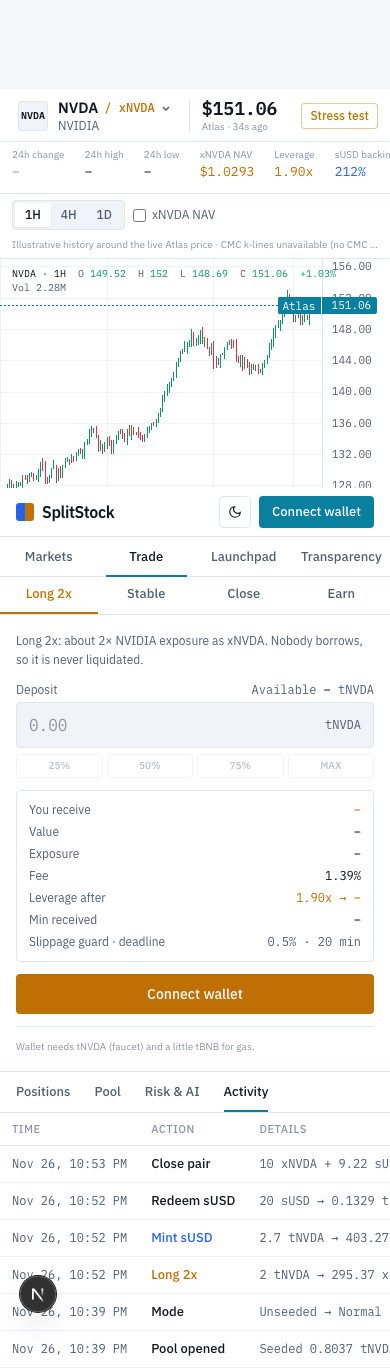 NVDA
NVDA / xNVDA
NVIDIA
$151.06
Atlas · 34s ago
Stress test
24h change
–
24h high
–
24h low
–
xNVDA NAV
$1.0293
Leverage
1.90x
sUSD backin
212%
1H
4H
1D
xNVDA NAV
Illustrative history around the live Atlas price · CMC k-lines unavailable (no CMC ...
NVDA · 1H O 149.52 H 152 L 148.69 C 151.06 +1.03%
Vol 2.28M
156.00
Atlas 151.06
148.00
144.00
140.00
136.00
132.00
128.00
SplitStock
Connect wallet
Markets
Trade
Launchpad
Transparency
Long 2x
Stable
Close
Earn
Long 2x: about 2× NVIDIA exposure as xNVDA. Nobody borrows,
so it is never liquidated.
Deposit
Available – tNVDA
0.00
tNVDA
25%
50%
75%
MAX
You receive –
Value –
Exposure –
Fee 1.39%
Leverage after 1.90x → –
Min received –
Slippage guard · deadline 0.5% · 20 min
Connect wallet
Wallet needs tNVDA (faucet) and a little tBNB for gas.
Positions
Pool
Risk & AI
Activity
TIME ACTION DETAILS
Nov 26, 10:53 PM Close pair 10 xNVDA + 9.22 sU
Nov 26, 10:52 PM Redeem sUSD 20 sUSD → 0.1329 t
Nov 26, 10:52 PM Mint sUSD 2.7 tNVDA → 403.27
Nov 26, 10:52 PM Long 2x 2 tNVDA → 295.37 x
N
26, 10:39 PM Mode Unseeded → Normal
Nov 26, 10:39 PM Pool opened Seeded 0.8037 tNVD